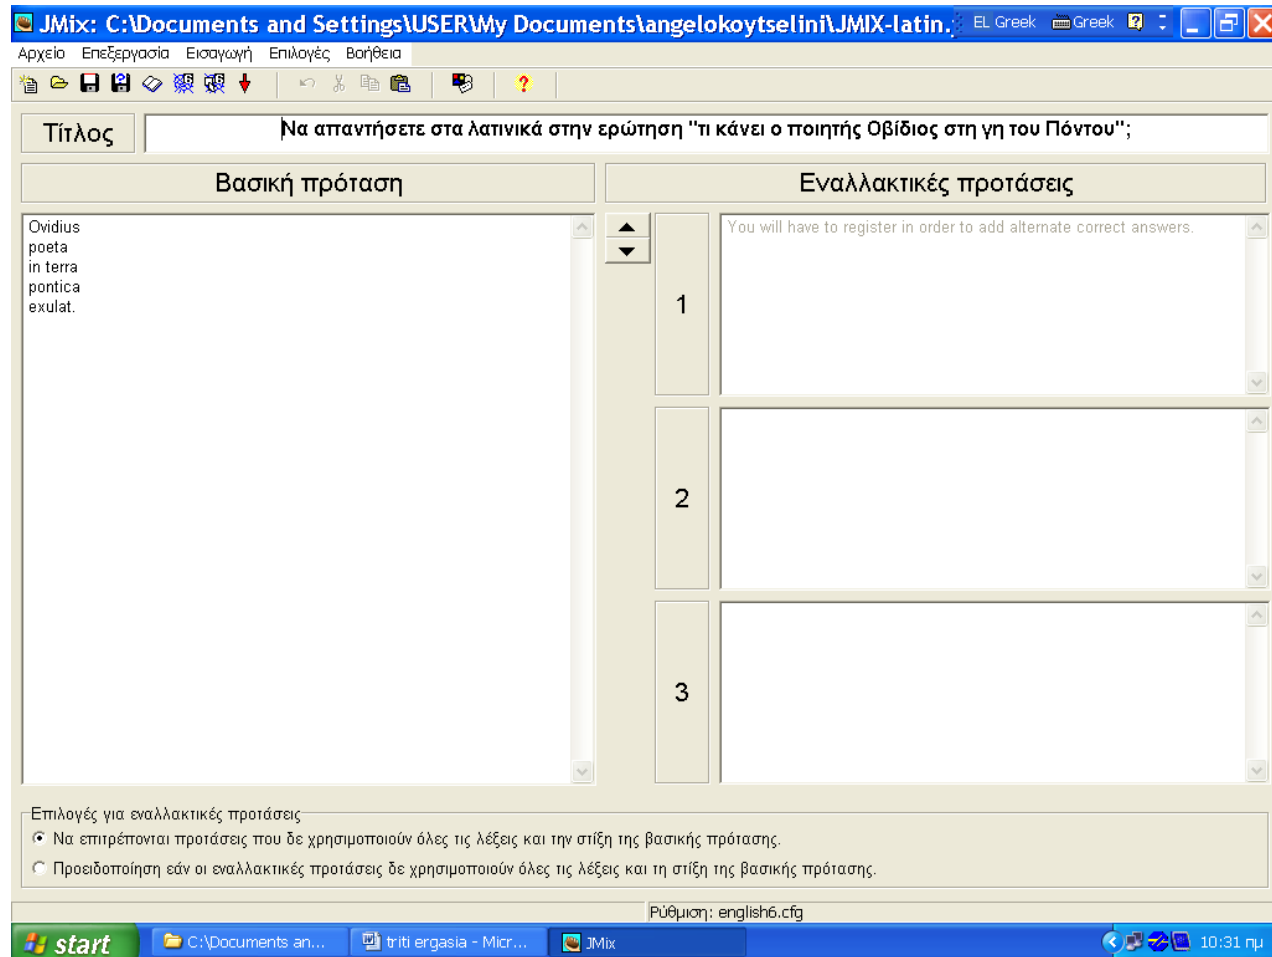 JMix: C:\Documents and Settings\USER\My Documents\angelokoytselini\JMIX-latin.
EL Greek Greek
Αρχείο Επεξεργασία Εισαγωγή Επιλογές Βοήθεια
Τίτλος
Να απαντήσετε στα λατινικά στην ερώτηση "τι κάνει ο ποιητής Οβίδιος στη γη του Πόντου";
Βασική πρόταση
Εναλλακτικές προτάσεις
Ovidius
poeta
in terra
pontica
exulat.
1
You will have to register in order to add alternate correct answers.
2
3
Επιλογές για εναλλακτικές προτάσεις
Να επιτρέπονται προτάσεις που δε χρησιμοποιούν όλες τις λέξεις και την στίξη της βασικής πρότασης.
Προειδοποίηση εάν οι εναλλακτικές προτάσεις δε χρησιμοποιούν όλες τις λέξεις και τη στίξη της βασικής πρότασης.
Ρύθμιση: english6.cfg
start
C:\Documents an...
triti ergasia - Micr...
JMix
10:31 πμ